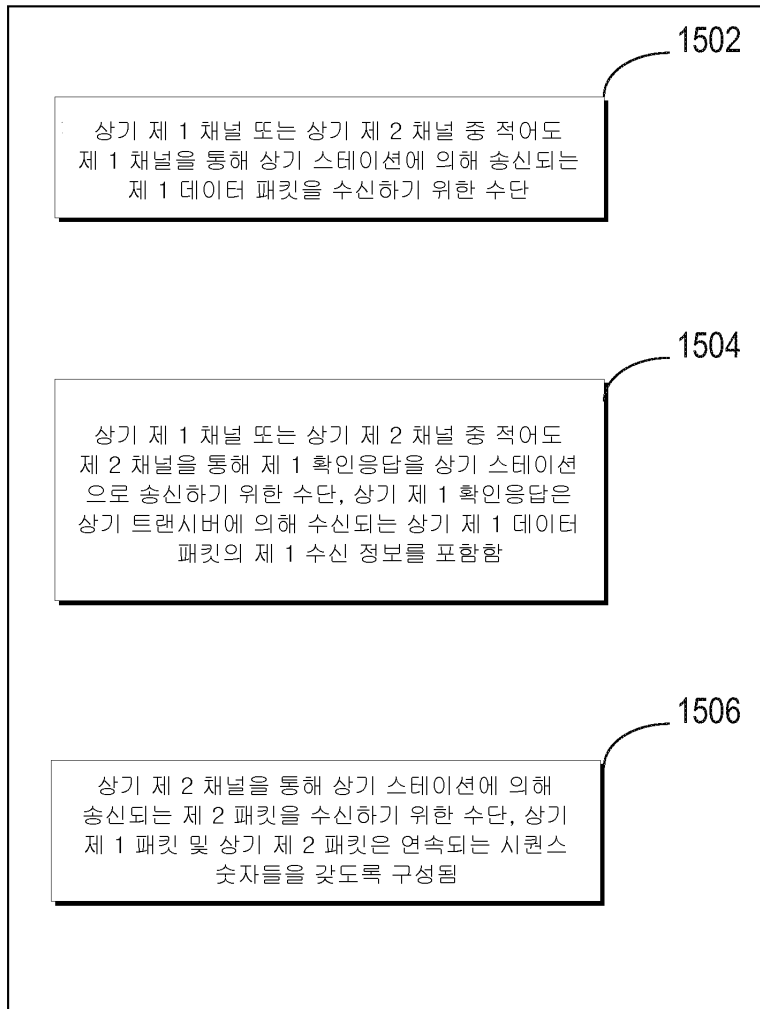 1502
상기 제 1 채널 또는 상기 제 2 채널 중 적어도
제 1 채널을 통해 상기 스테이션에 의해 송신되는
제 1 데이터 패킷을 수신하기 위한 수단
1504
상기 제 1 채널 또는 상기 제 2 채널 중 적어도
제 2 채널을 통해 제 1 확인응답을 상기 스테이션
으로 송신하기 위한 수단, 상기 제 1 확인응답은
상기 트랜시버에 의해 수신되는 상기 제 1 데이터
패킷의 제 1 수신 정보를 포함함
1506
상기 제 2 채널을 통해 상기 스테이션에 의해
송신되는 제 2 패킷을 수신하기 위한 수단, 상기
제 1 패킷 및 상기 제 2 패킷은 연속되는 시퀀스
숫자들을 갖도록 구성됨